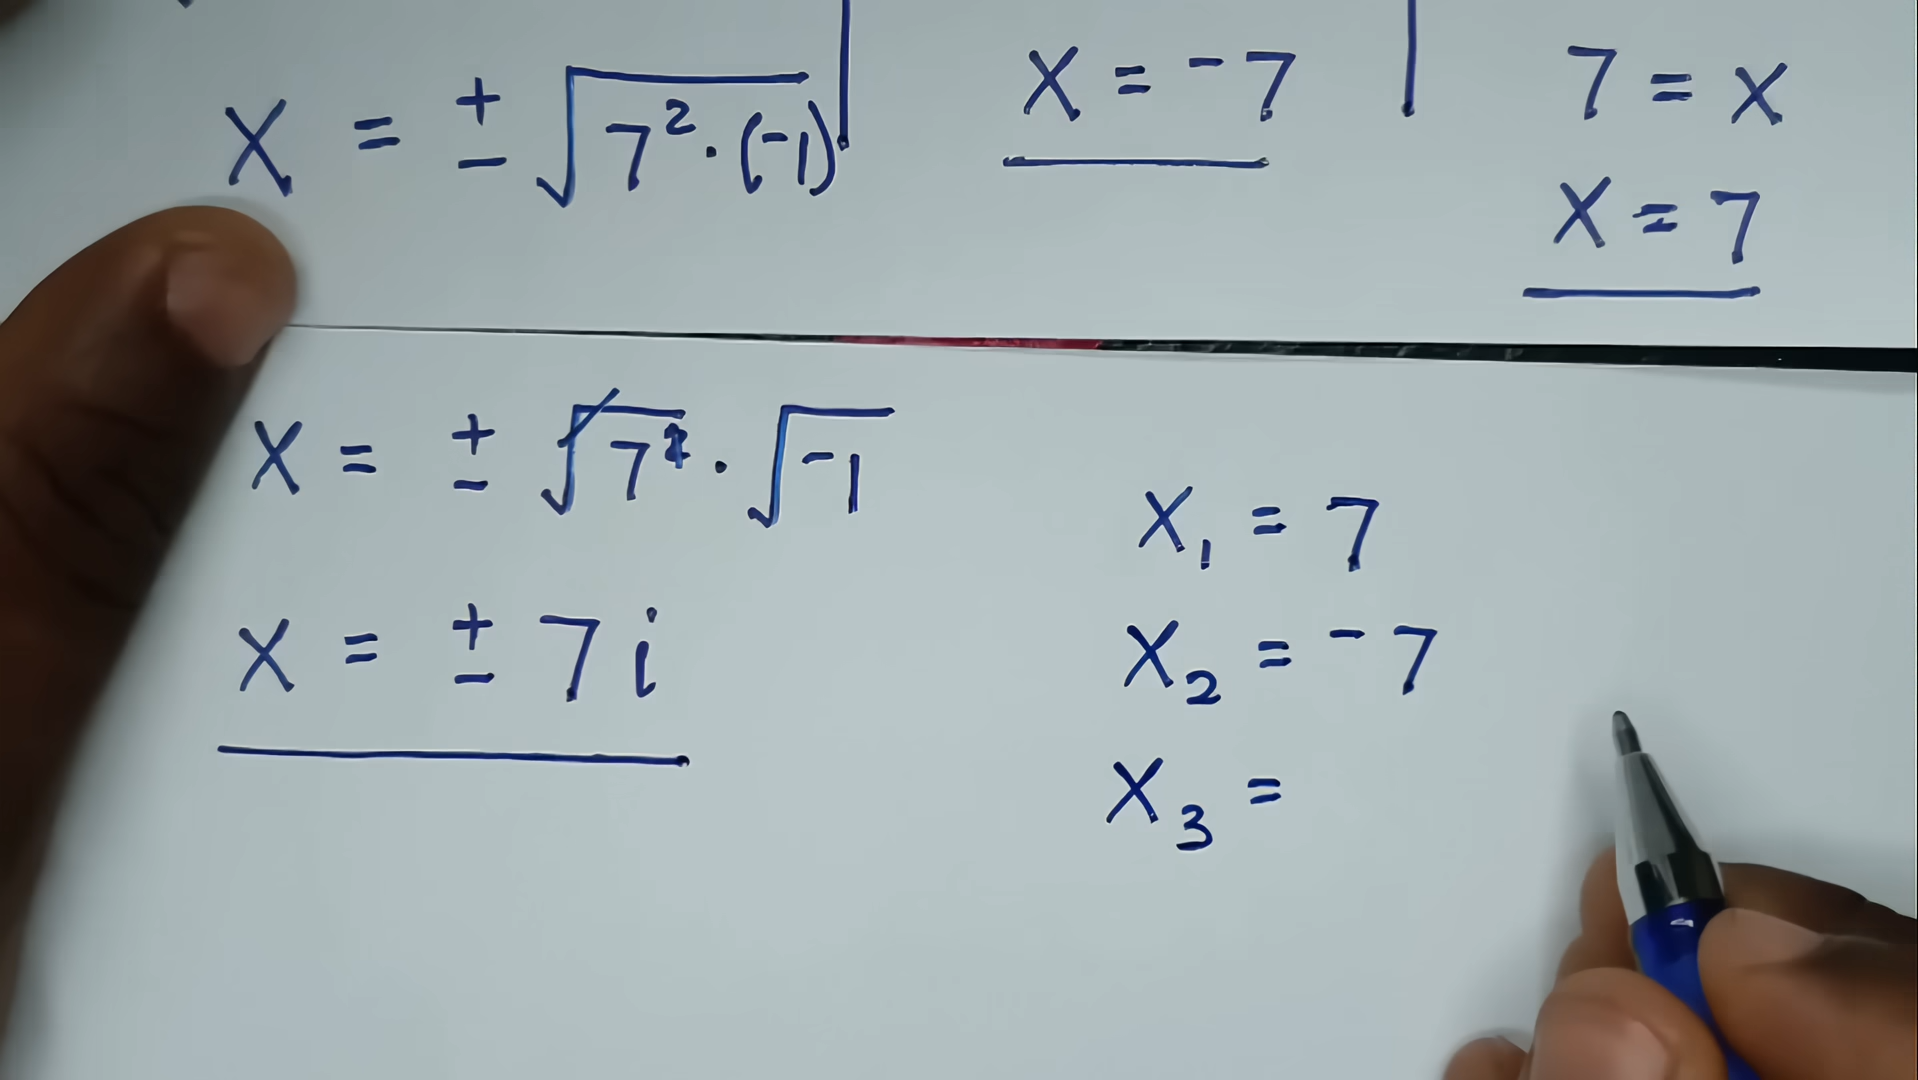 x = ± √7² · (-1)
x = -7
7 = x
x = 7
x = ± √7² · √-1
x = ± 7i
x₁ = 7
x₂ = -7
x₃ =